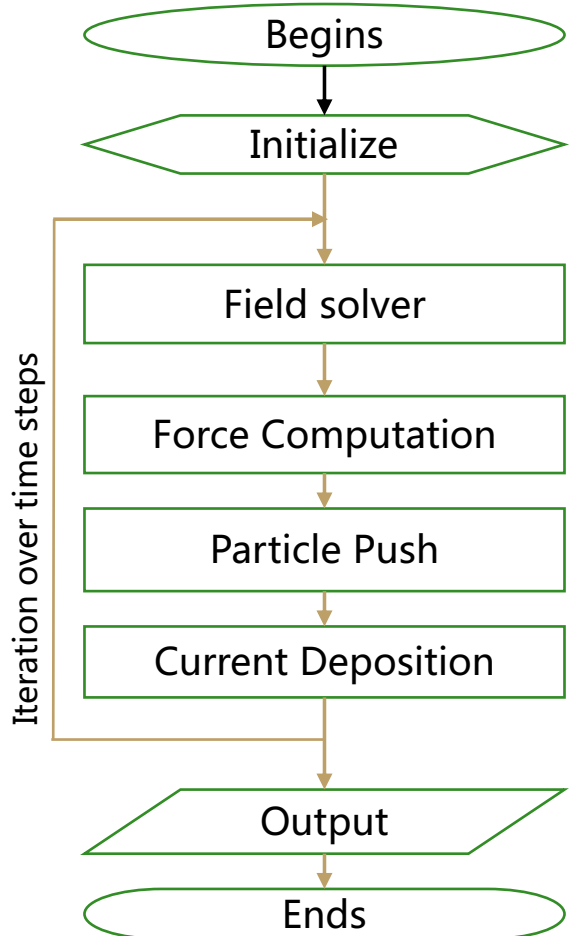 Begins
Initialize
Iteration over time steps
Field solver
Force Computation
Particle Push
Current Deposition
Output
Ends